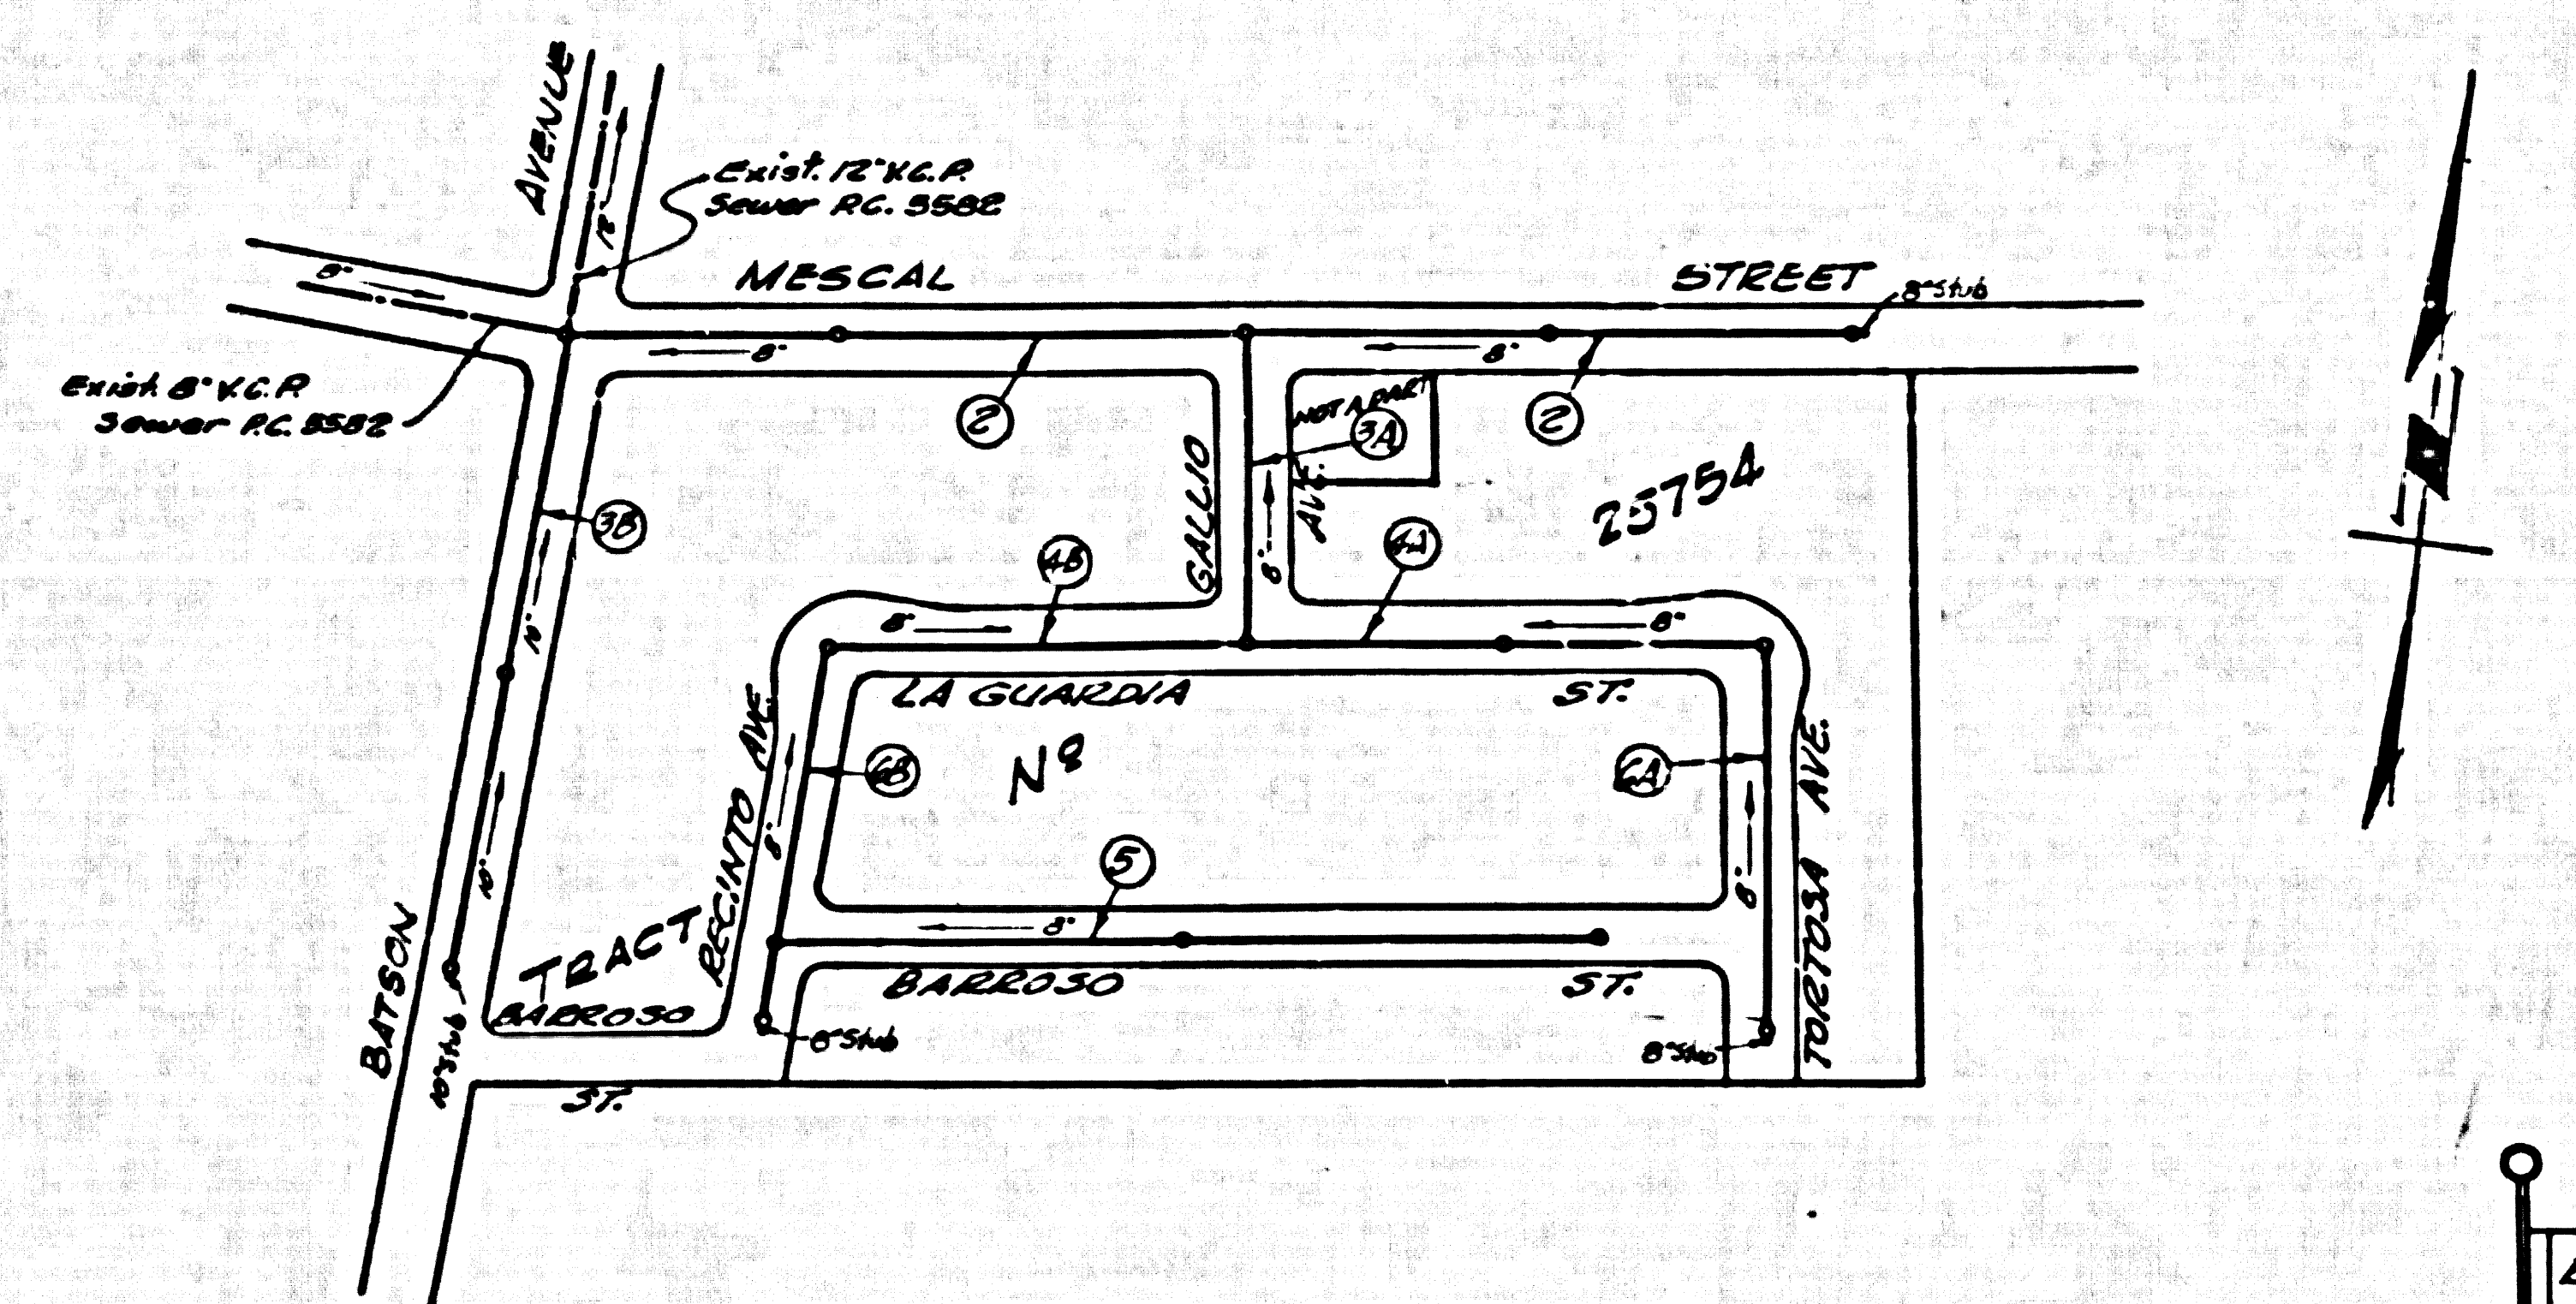 AVENUE
Exist. 12" V.C.P.
Sewer P.C. 5582
12"
8"
MESCAL STREET
8" Stub
8"
8"
Exist. 8" V.C.P.
Sewer P.C. 5582
2
NOT A PART
3A
2
GALLIO AVE.
25754
3B
4B
4A
8"
10"
8"
8"
LA GUARDIA ST.
RECINTO AVE.
Nº
6B
6A
TORTOSA AVE.
8"
5
10"
8"
8"
BATSON
TRACT
BARROSO ST.
BARROSO
8" Stub
8" Stub
10" Stub
ST.